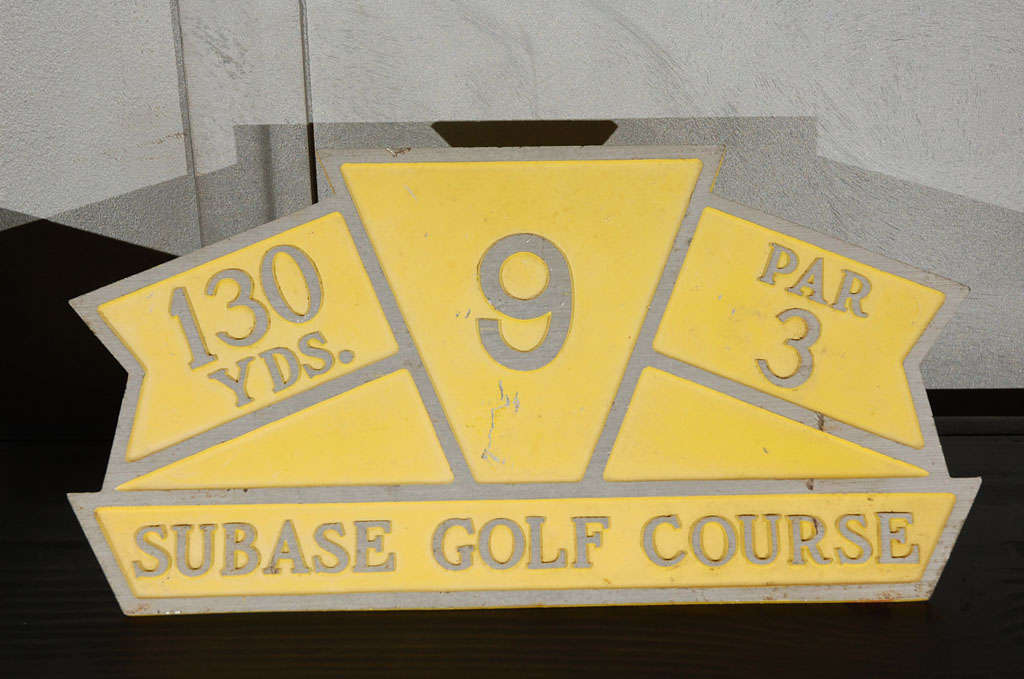 130
YDS.
9
PAR
3
SUBASE GOLF COURSE